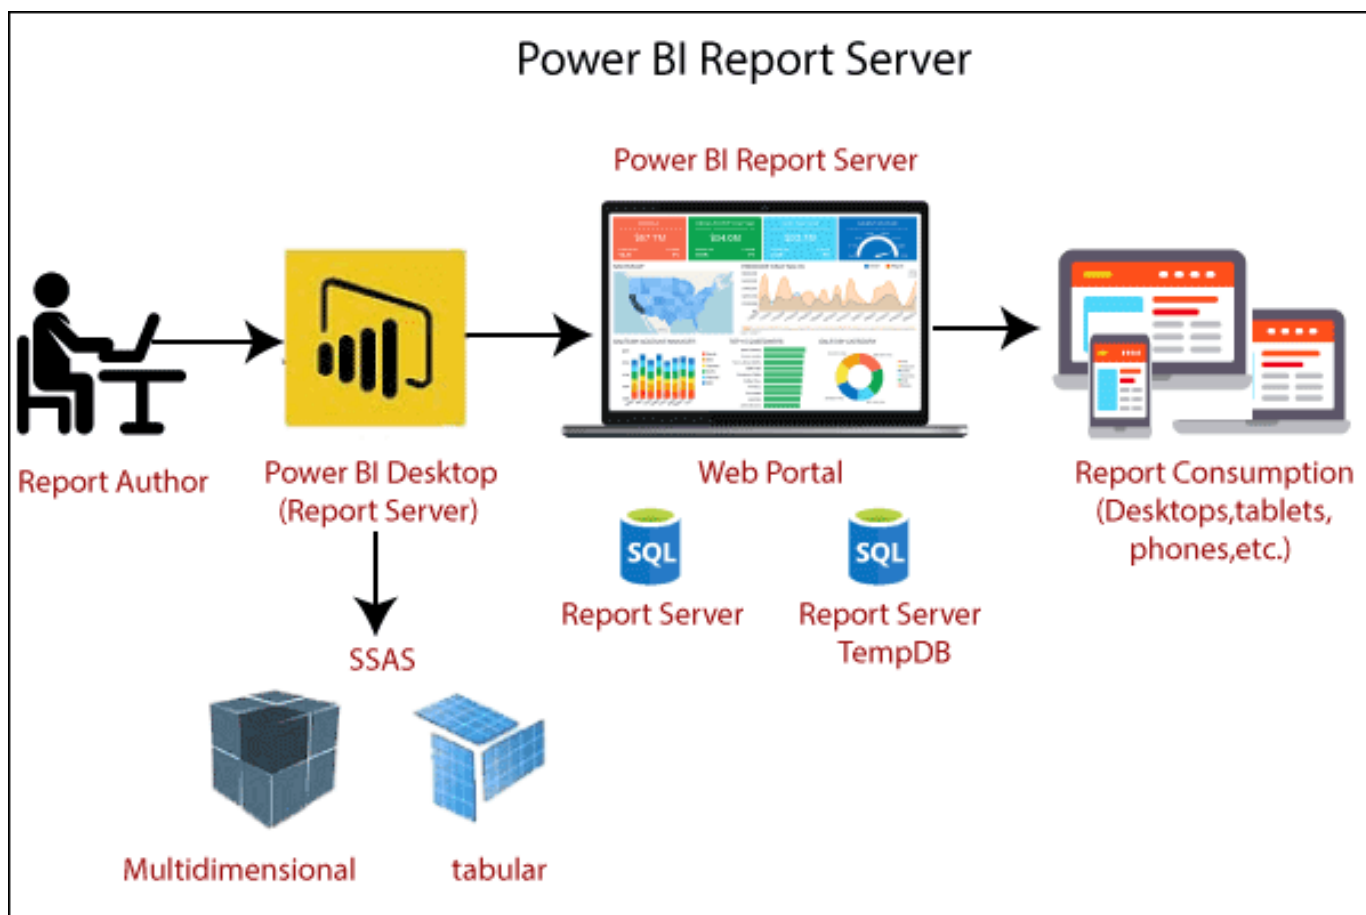 Power BI Report Server
Power BI Report Server
Report Author
Power BI Desktop
(Report Server)
Web Portal
Report Consumption
(Desktops,tablets,
phones,etc.)
SQL
SQL
Report Server
Report Server
TempDB
SSAS
Multidimensional
tabular